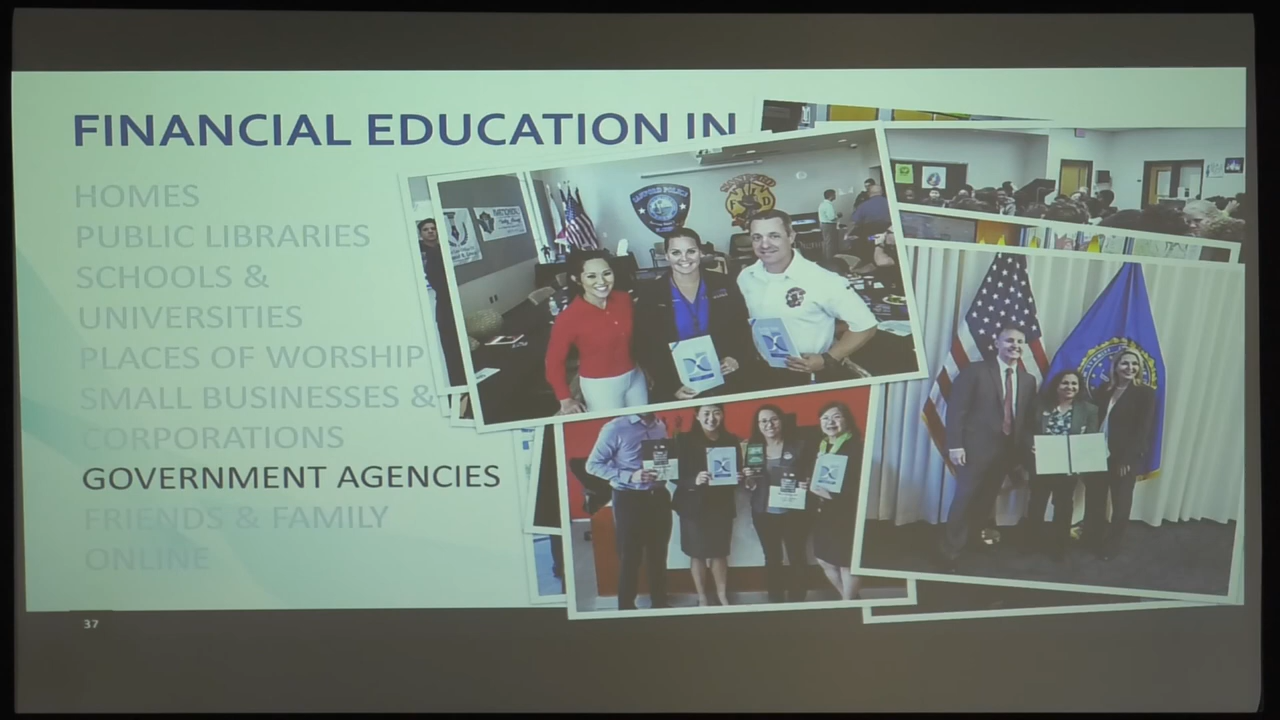 FINANCIAL EDUCATION IN
HOMES
PUBLIC LIBRARIES
SCHOOLS &
UNIVERSITIES
PLACES OF WORSHIP
SMALL BUSINESSES &
CORPORATIONS
GOVERNMENT AGENCIES
FRIENDS & FAMILY
ONLINE
37